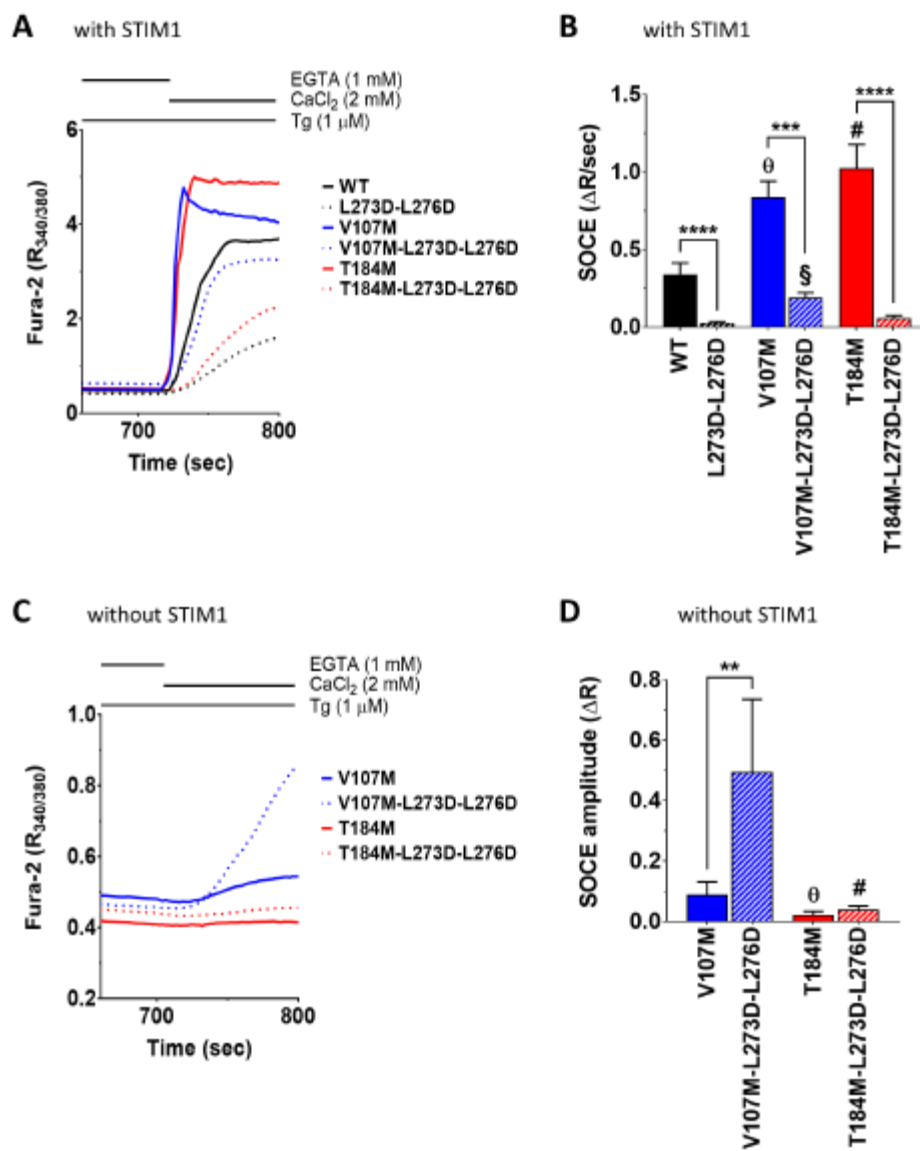 A with STIM1
EGTA (1 mM)
CaCl₂ (2 mM)
Tg (1 μM)
Fura-2 (R340/380)
6
4
2
0
700 800
Time (sec)
WT
L273D-L276D
V107M
V107M-L273D-L276D
T184M
T184M-L273D-L276D
B with STIM1
SOCE (ΔR/sec)
1.5
1.0
0.5
0.0
**** *** ****
θ § #
WT
L273D-L276D
V107M
V107M-L273D-L276D
T184M
T184M-L273D-L276D
C without STIM1
EGTA (1 mM)
CaCl₂ (2 mM)
Tg (1 μM)
Fura-2 (R340/380)
1.0
0.8
0.6
0.4
0.2
700 800
Time (sec)
V107M
V107M-L273D-L276D
T184M
T184M-L273D-L276D
D without STIM1
SOCE amplitude (ΔR)
0.8
0.6
0.4
0.2
0.0
**
θ #
V107M
V107M-L273D-L276D
T184M
T184M-L273D-L276D